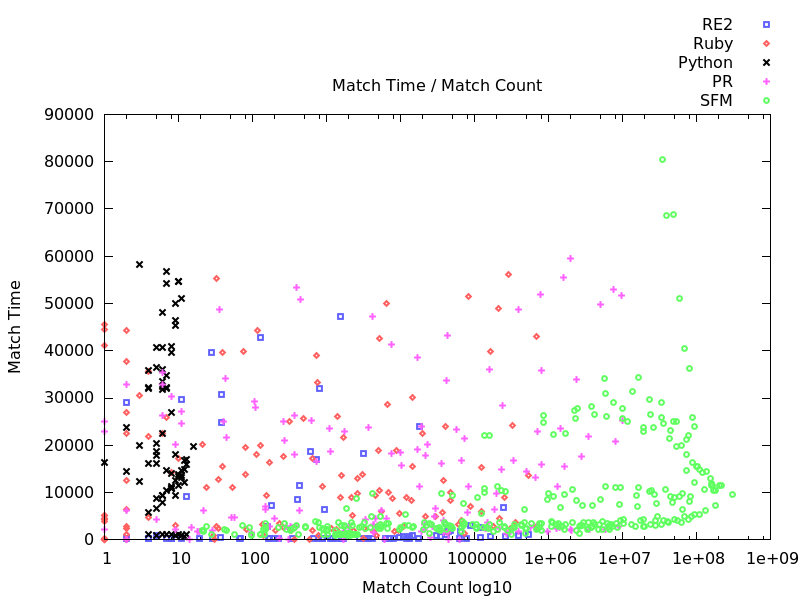 RE2
Ruby
Python
PR
SFM
Match Time / Match Count
90000
80000
70000
60000
50000
40000
30000
20000
10000
0
Match Time
1 10 100 1000 10000 100000 1e+06 1e+07 1e+08 1e+09
Match Count log10